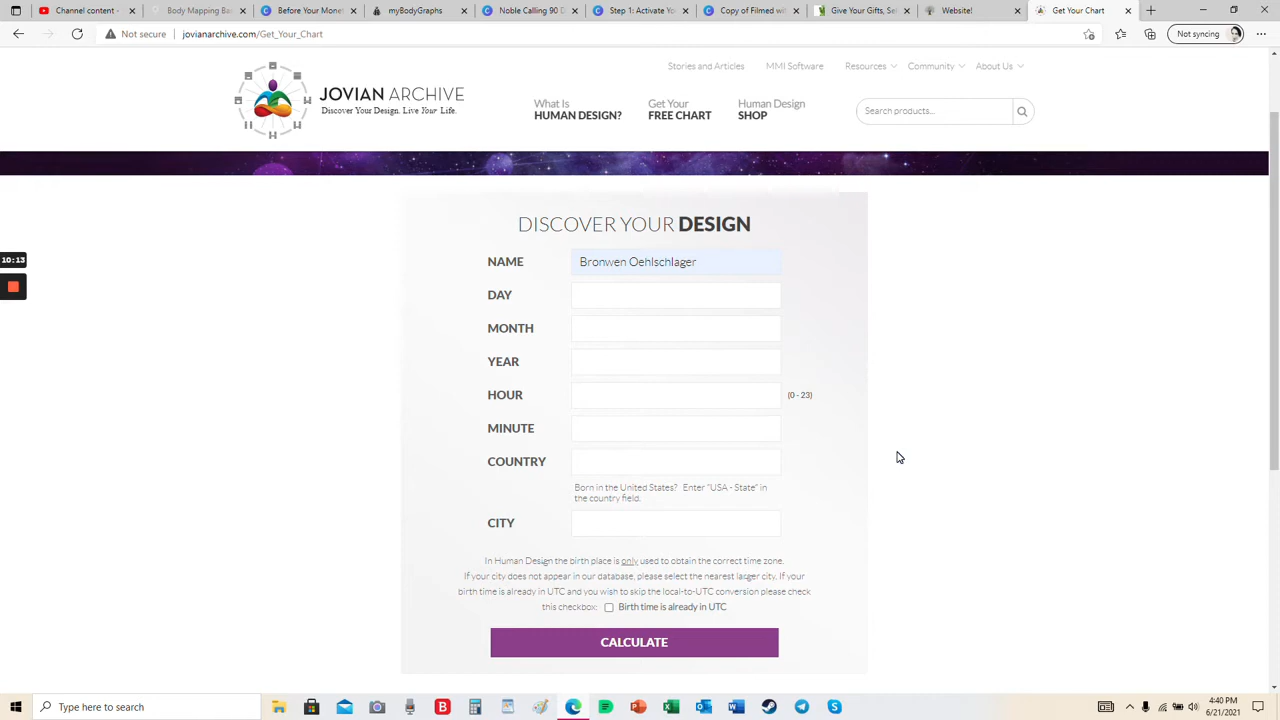 Channel content -
Body Mapping Ba
Before Your Mone
myBodyGraphs
Noble Calling 90 D
Step 1:
Copy of Filmed wi
Give Your Gifts, Se
Website!
Get Your Chart
Not secure
jovianarchive.com/Get_Your_Chart
Not syncing
Stories and Articles MMI Software Resources Community About Us
JOVIAN ARCHIVE
Discover Your Design. Live Your Life.
What Is
HUMAN DESIGN?
Get Your
FREE CHART
Human Design
SHOP
Search products...
DISCOVER YOUR DESIGN
NAME Bronwen Oehlschlager
DAY
MONTH
YEAR
HOUR (0 - 23)
MINUTE
COUNTRY
Born in the United States? Enter "USA - State" in
the country field.
CITY
In Human Design the birth place is only used to obtain the correct time zone.
If your city does not appear in our database, please select the nearest larger city. If your
birth time is already in UTC and you wish to skip the local-to-UTC conversion please check
this checkbox: Birth time is already in UTC
CALCULATE
10:13
Type here to search
4:40 PM
6/21/2021